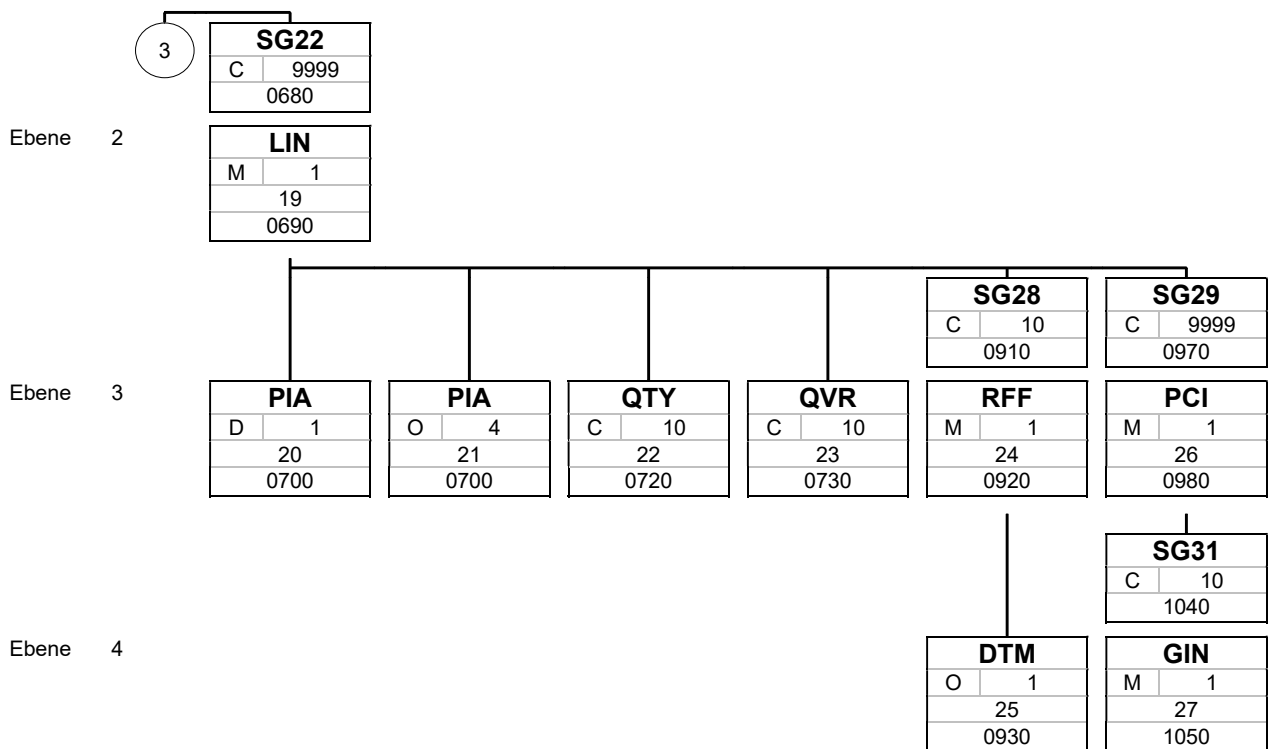 3
SG22
C 9999
0680
Ebene 2
LIN
M 1
19
0690
SG28 SG29
C 10 C 9999
0910 0970
Ebene 3
PIA PIA QTY QVR RFF PCI
D 1 O 4 C 10 C 10 M 1 M 1
20 21 22 23 24 26
0700 0700 0720 0730 0920 0980
SG31
C 10
1040
Ebene 4
DTM GIN
O 1 M 1
25 27
0930 1050